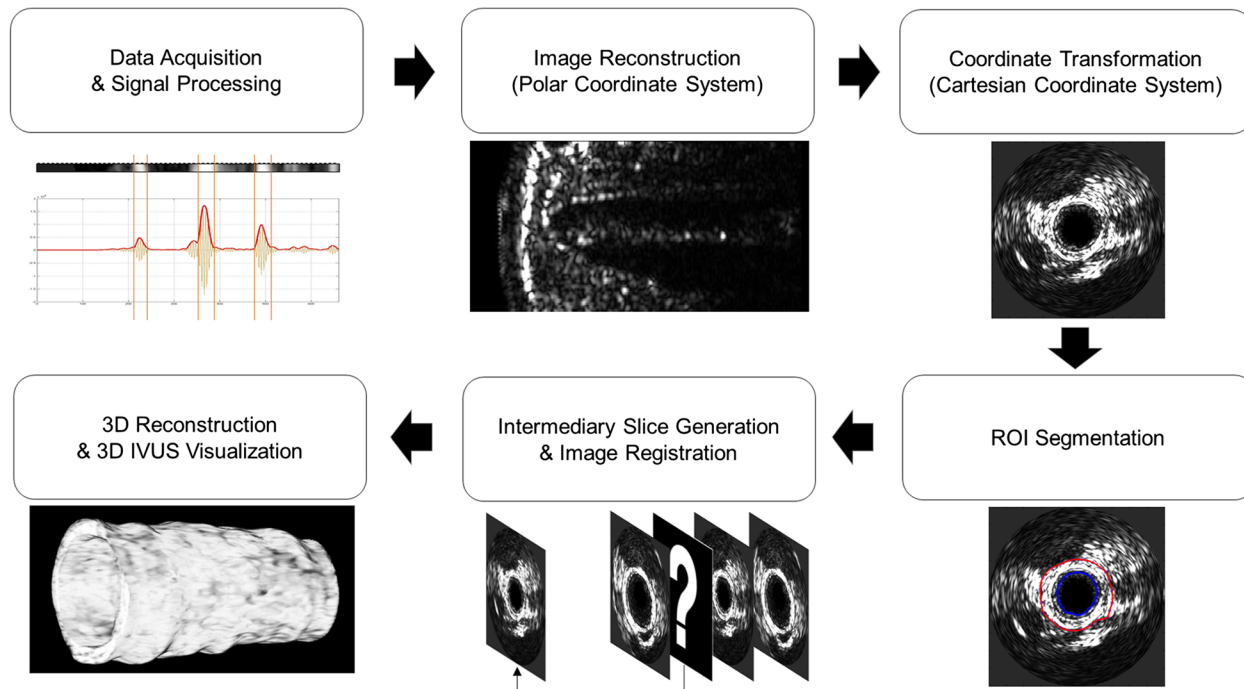 Data Acquisition
& Signal Processing
Image Reconstruction
(Polar Coordinate System)
Coordinate Transformation
(Cartesian Coordinate System)
3D Reconstruction
& 3D IVUS Visualization
Intermediary Slice Generation
& Image Registration
ROI Segmentation
?